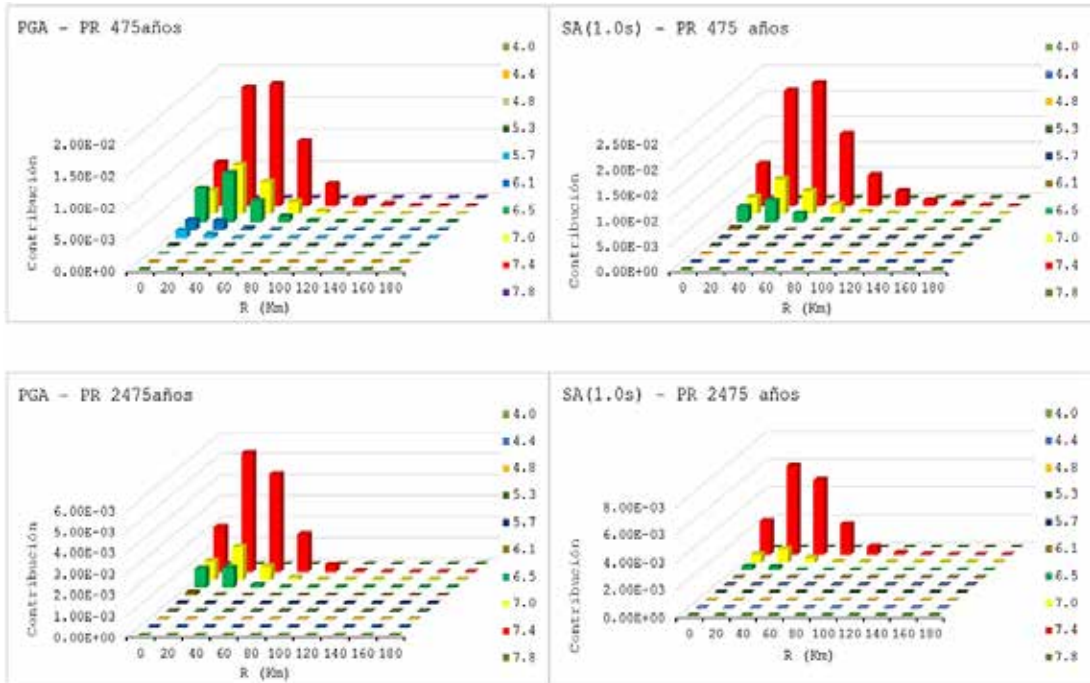 PGA - PR 475años
4.0
4.4
4.8
5.3
5.7
6.1
6.5
7.0
7.4
7.8
2.00E-02
1.50E-02
1.00E-02
5.00E-03
0.00E+00
Contribución
0 20 40 60 80 100 120 140 160 180
R (Km)
SA(1.0s) - PR 475 años
4.0
4.4
4.8
5.3
5.7
6.1
6.5
7.0
7.4
7.8
2.50E-02
2.00E-02
1.50E-02
1.00E-02
5.00E-03
0.00E+00
Contribución
0 20 40 60 80 100 120 140 160 180
R (Km)
PGA - PR 2475años
4.0
4.4
4.8
5.3
5.7
6.1
6.5
7.0
7.4
7.8
6.00E-03
5.00E-03
4.00E-03
3.00E-03
2.00E-03
1.00E-03
0.00E+00
Contribución
0 20 40 60 80 100 120 140 160 180
R (Km)
SA(1.0s) - PR 2475 años
4.0
4.4
4.8
5.3
5.7
6.1
6.5
7.0
7.4
7.8
8.00E-03
6.00E-03
4.00E-03
2.00E-03
0.00E+00
Contribución
0 20 40 60 80 100 120 140 160 180
R (Km)